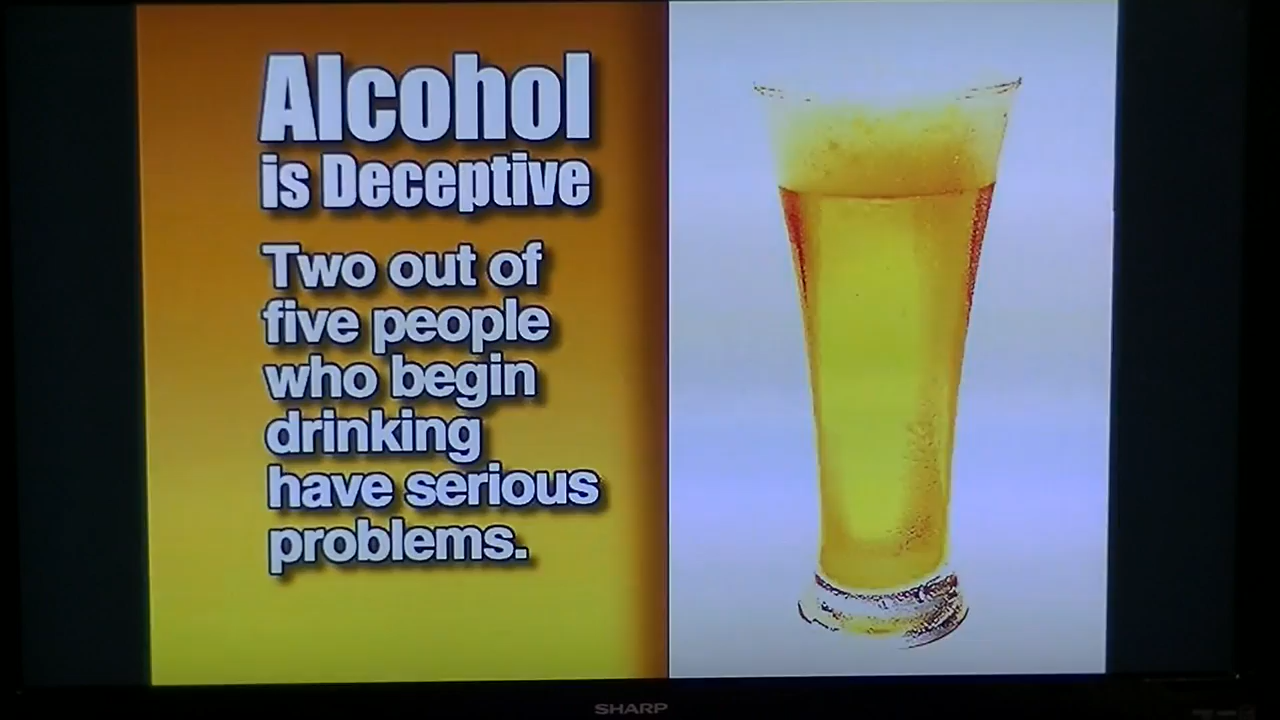 Alcohol
is Deceptive
Two out of
five people
who begin
drinking
have serious
problems.
SHARP